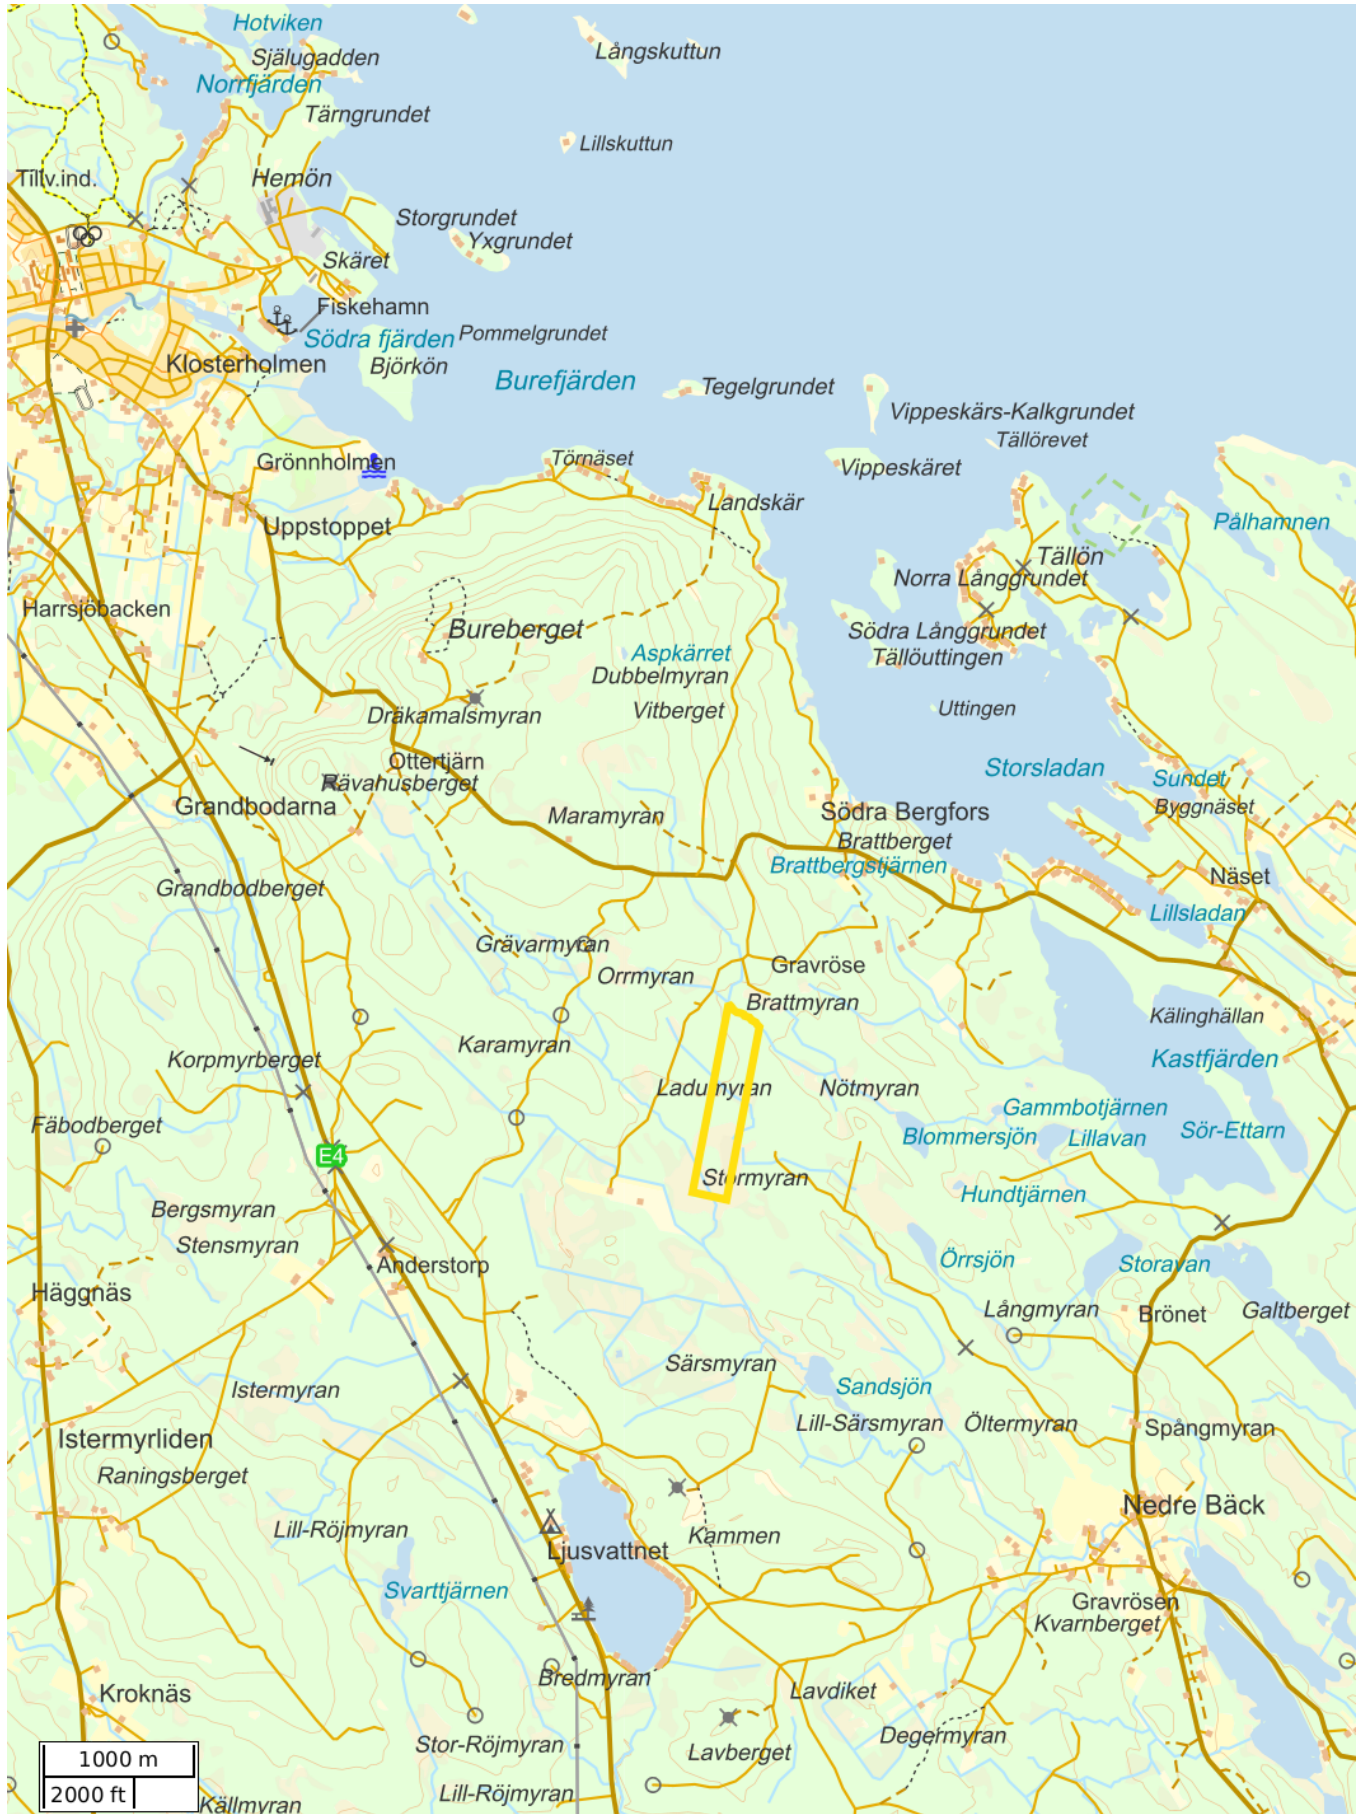 Hotviken
Själugadden
Långskuttun
Norrfjärden
Tärngrundet
Lillskuttun
Tillv.ind.
Hemön
Storgrundet
Yxgrundet
Skäret
Fiskehamn
Södra fjärden
Pommelgrundet
Klosterholmen
Björkön
Burefjärden
Tegelgrundet
Vippeskärs-Kalkgrundet
Tällörevet
Grönnholmen
Törnäset
Vippeskäret
Landskär
Uppstoppet
Pålhamnen
Tällön
Norra Långgrundet
Harrsjöbacken
Bureberget
Södra Långgrundet
Aspkärret
Tällöuttingen
Dubbelmyran
Dräkamalsmyran
Vitberget
Uttingen
Ottertjärn
Storsladan
Rävahusberget
Sundet
Grandbodarna
Byggnäset
Maramyran
Södra Bergfors
Brattberget
Brattbergstjärnen
Grandbodberget
Näset
Lillsladan
Grävarmyran
Orrmyran
Gravröse
Brattmyran
Kälinghällan
Karamyran
Korpmyrberget
Kastfjärden
Ladumyran
Nötmyran
Gammbotjärnen
Fäbodberget
Blommersjön
Lillavan
Sör-Ettarn
E4
Stormyran
Hundtjärnen
Bergsmyran
Stensmyran
Anderstorp
Örrsjön
Storavan
Häggnäs
Långmyran
Brönet
Galtberget
Särsmyran
Istermyran
Sandsjön
Lill-Särsmyran
Öltermyran
Spångmyran
Istermyrliden
Raningsberget
Nedre Bäck
Lill-Röjmyran
Kammen
Ljusvattnet
Svarttjärnen
Gravrösen
Kvarnberget
Bredmyran
Kroknäs
Lavdiket
Degermyran
Stor-Röjmyran
Lavberget
1000 m
2000 ft
Lill-Röjmyran
Källmyran